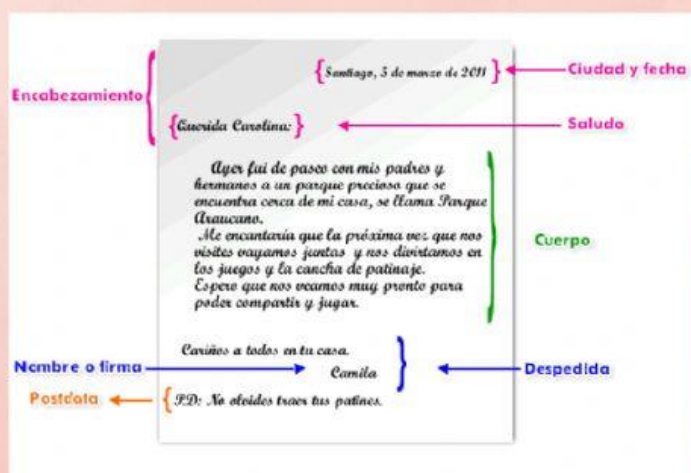 Santiago, 5 de marzo de 2011
Ciudad y fecha
Encabezamiento
Querida Carolina:
Saludo
Ayer fui de paseo con mis padres y
hermanos a un parque precioso que se
encuentra cerca de mi casa, se llama Parque
Araucano.
Me encantaría que la próxima vez que nos
visites vayamos juntas y nos divirtamos en
los juegos y la cancha de patinaje.
Espero que nos veamos muy pronto para
poder compartir y jugar.
Cuerpo
Cariños a todos en tu casa.
Nombre o firma
Camila
Despedida
Postdata
P.D: No olvides traer tus patines.